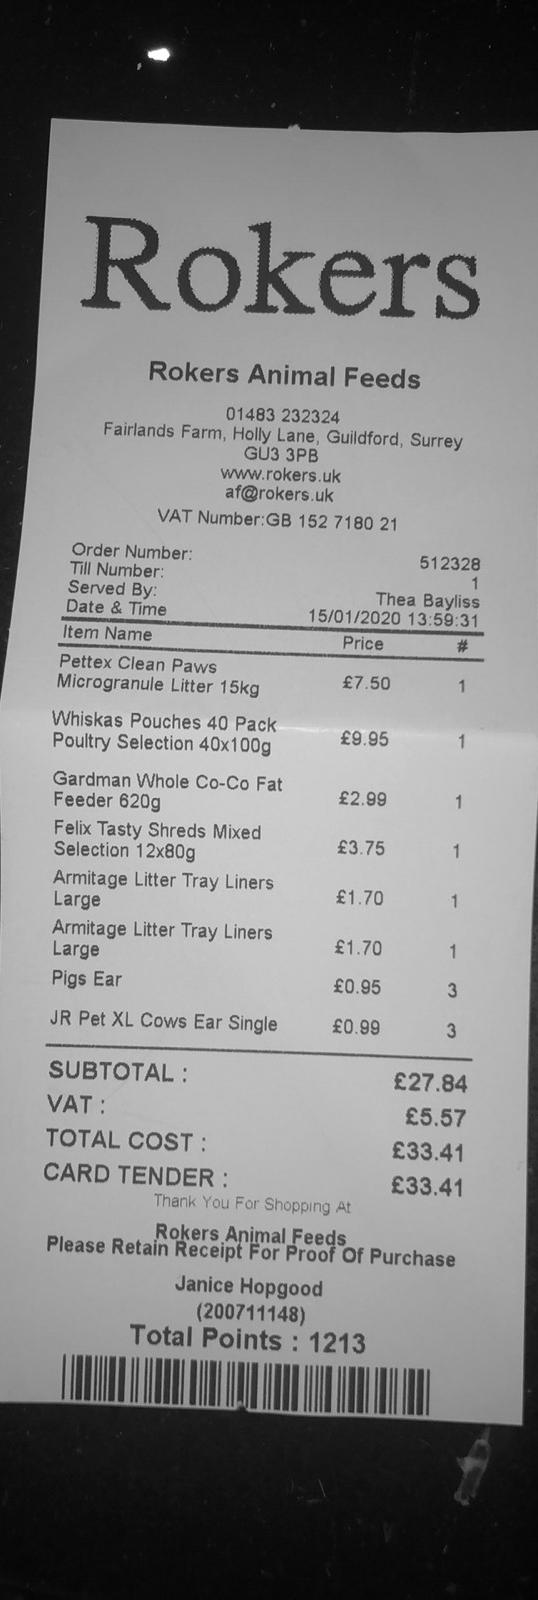 Rokers
Rokers Animal Feeds
01483 232324
Fairlands Farm, Holly Lane, Guildford, Surrey
GU3 3PB
www.rokers.uk
af@rokers.uk
VAT Number:GB 152 7180 21
Order Number: 512328
Till Number: 1
Served By: Thea Bayliss
Date & Time 15/01/2020 13:59:31
Item Name Price #
Pettex Clean Paws
Microgranule Litter 15kg £7.50 1
Whiskas Pouches 40 Pack
Poultry Selection 40x100g £9.95 1
Gardman Whole Co-Co Fat
Feeder 620g £2.99 1
Felix Tasty Shreds Mixed
Selection 12x80g £3.75 1
Armitage Litter Tray Liners
Large £1.70 1
Armitage Litter Tray Liners
Large £1.70 1
Pigs Ear £0.95 3
JR Pet XL Cows Ear Single £0.99 3
SUBTOTAL : £27.84
VAT : £5.57
TOTAL COST : £33.41
CARD TENDER : £33.41
Thank You For Shopping At
Rokers Animal Feeds
Please Retain Receipt For Proof Of Purchase
Janice Hopgood
(200711148)
Total Points : 1213